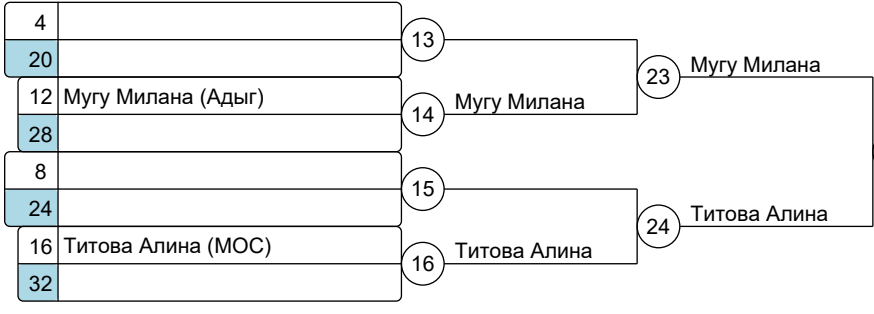 4
13
20
23 Мугу Милана
12 Мугу Милана (Адыг)
14 Мугу Милана
28
8
15
24
24 Титова Алина
16 Титова Алина (МОС)
16 Титова Алина
32